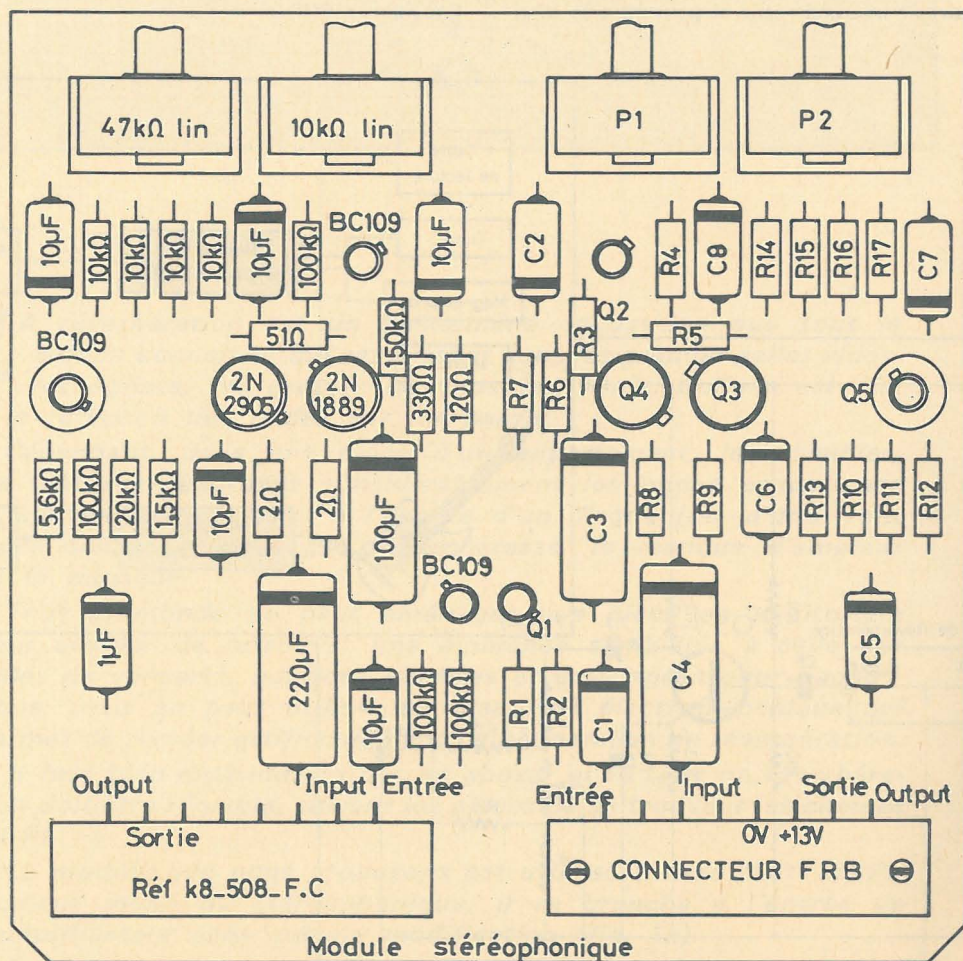 47kΩ lin 10kΩ lin P1 P2
10µF 10kΩ 10kΩ 10kΩ 10kΩ 10µF 100kΩ BC109 10µF C2 R4 C8 R14 R15 R16 R17 C7
51Ω 150kΩ R3 Q2 R5
BC109 2N 2905 2N 1889 330Ω 120Ω R7 R6 Q4 Q3 Q5
5,6kΩ 100kΩ 20kΩ 1,5kΩ 10µF 2Ω 2Ω 100µF C3 R8 R9 C6 R13 R10 R11 R12
BC109 Q1
1µF 220µF 10µF 100kΩ 100kΩ R1 R2 C1 C4 C5
Output Input Entrée Entrée Input Sortie Output
Sortie 0V +13V
Réf k8_508_F.C CONNECTEUR FRB
Module stéréophonique